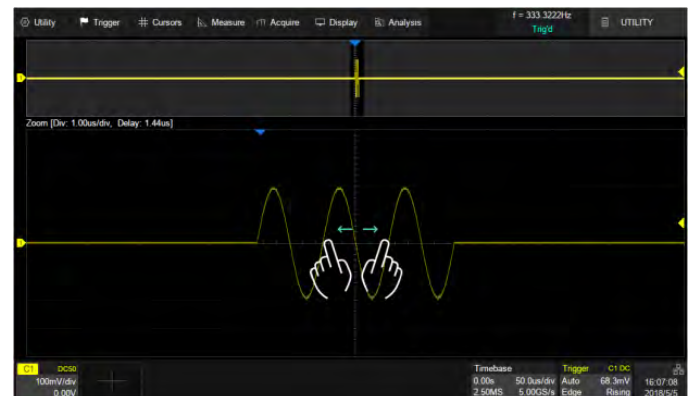 Utility Trigger Cursors Measure Acquire Display Analysis
f = 333.3222Hz
Trig'd
UTILITY
Zoom [Div: 1.00us/div, Delay: 1.44us]
C1 DC50
100mV/div
0.00V
Timebase
0.00s 50.0us/div
2.50MS 5.00GS/s
Trigger C1 DC
Auto 68.3mV
Edge Rising
16:07:08
2018/5/5